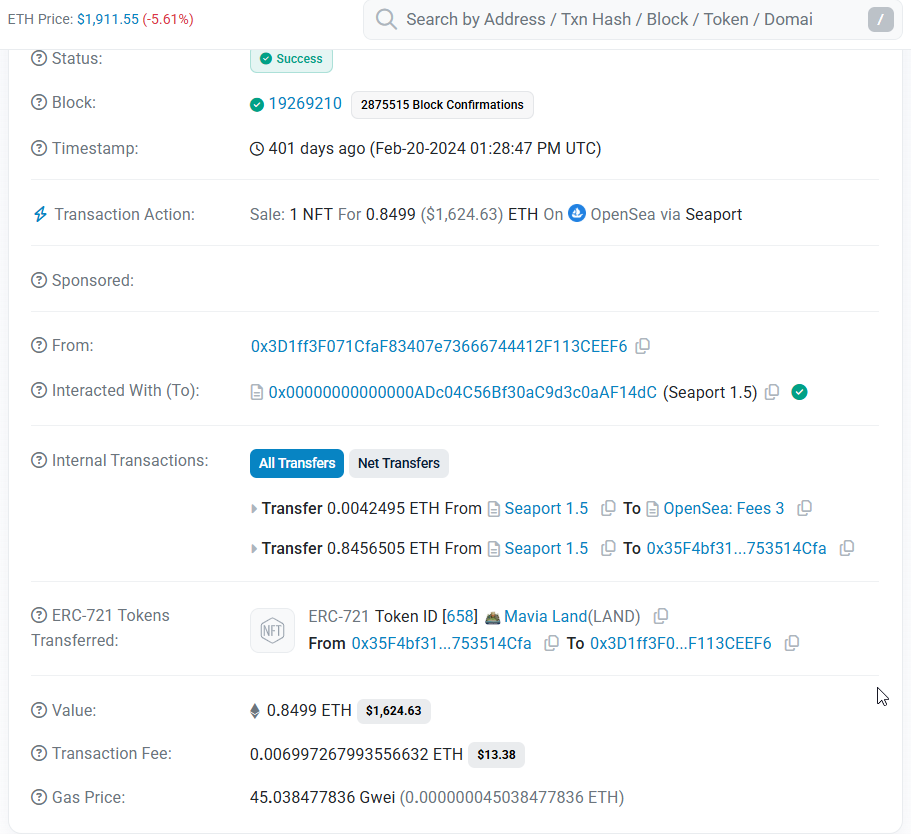 ETH Price: $1,911.55 (-5.61%)
Search by Address / Txn Hash / Block / Token / Domai
/
Status:
Success
Block:
19269210
2875515 Block Confirmations
Timestamp:
401 days ago (Feb-20-2024 01:28:47 PM UTC)
Transaction Action:
Sale: 1 NFT For 0.8499 ($1,624.63) ETH On OpenSea via Seaport
Sponsored:
From:
0x3D1ff3F071CfaF83407e73666744412F113CEEF6
Interacted With (To):
0x00000000000000ADc04C56Bf30aC9d3c0aAF14dC (Seaport 1.5)
Internal Transactions:
All Transfers
Net Transfers
Transfer 0.0042495 ETH From Seaport 1.5 To OpenSea: Fees 3
Transfer 0.8456505 ETH From Seaport 1.5 To 0x35F4bf31...753514Cfa
ERC-721 Tokens
Transferred:
NFT
ERC-721 Token ID [658] Mavia Land(LAND)
From 0x35F4bf31...753514Cfa To 0x3D1ff3F0...F113CEEF6
Value:
0.8499 ETH
$1,624.63
Transaction Fee:
0.006997267993556632 ETH
$13.38
Gas Price:
45.038477836 Gwei (0.000000045038477836 ETH)